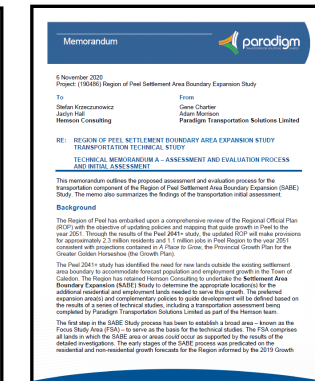 Memorandum
paradigm
6 November 2020
Project: (190486) Region of Peel Settlement Area Boundary Expansion Study
To From
Stefan Krzeczunowicz Gene Chartier
Jaclyn Hall Adam Morrison
Hemson Consulting Paradigm Transportation Solutions Limited
RE: REGION OF PEEL SETTLEMENT BOUNDARY AREA EXPANSION STUDY
TRANSPORTATION TECHNICAL STUDY
TECHNICAL MEMORANDUM A – ASSESSMENT AND EVALUATION PROCESS
AND INITIAL ASSESSMENT
This memorandum outlines the proposed assessment and evaluation process for the
transportation component of the Region of Peel Settlement Area Boundary Expansion (SABE)
Study. The memo also summarizes the findings of the transportation initial assessment.
Background
The Region of Peel has embarked upon a comprehensive review of the Regional Official Plan
(ROP) with the objective of updating policies and mapping that guide growth in Peel to the
year 2051. Through the results of the Peel 2041+ study, the updated ROP will make provisions
for approximately 2.3 million residents and 1.1 million jobs in Peel Region to the year 2051
consistent with projections contained in A Place to Grow, the Provincial Growth Plan for the
Greater Golden Horseshoe (the Growth Plan).
The Peel 2041+ study has identified the need for new lands outside the existing settlement
area boundary to accommodate forecast population and employment growth in the Town of
Caledon. The Region has retained Hemson Consulting to undertake the Settlement Area
Boundary Expansion (SABE) Study to determine the appropriate location(s) for the
additional residential and employment lands needed to serve this growth. The preferred
expansion area(s) and complementary policies to guide development will be defined based on
the results of a series of technical studies, including a transportation assessment being
completed by Paradigm Transportation Solutions Limited as part of the Hemson team.
The first step in the SABE Study process has been to establish a broad area – known as the
Focus Study Area (FSA) – to serve as the basis for the technical studies. The FSA comprises
all lands in which the SABE area or areas could occur as supported by the results of the
detailed investigations. The early stages of the SABE process was predicated on the
residential and non-residential growth forecasts for the Region informed by the 2019 Growth